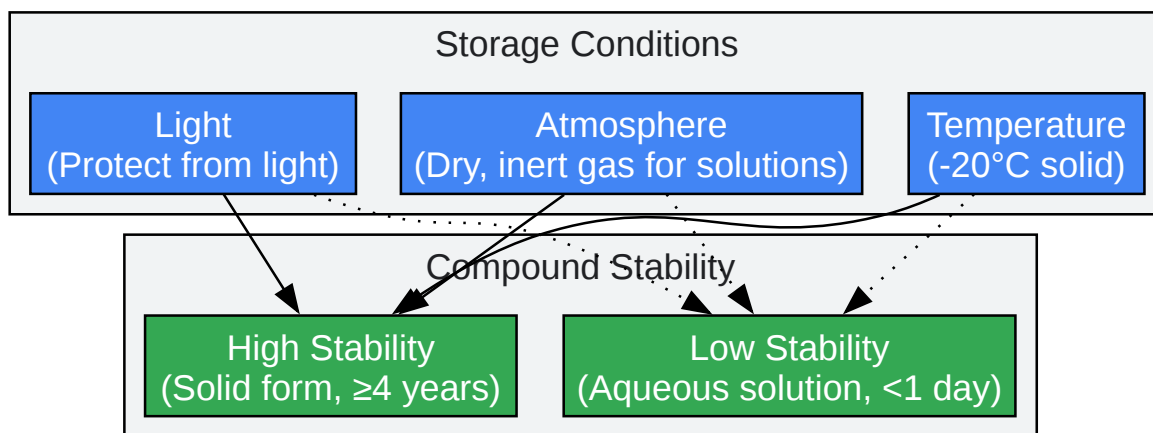 Storage Conditions
Light
(Protect from light)
Atmosphere
(Dry, inert gas for solutions)
Temperature
(-20°C solid)
Compound Stability
High Stability
(Solid form, ≥4 years)
Low Stability
(Aqueous solution, <1 day)